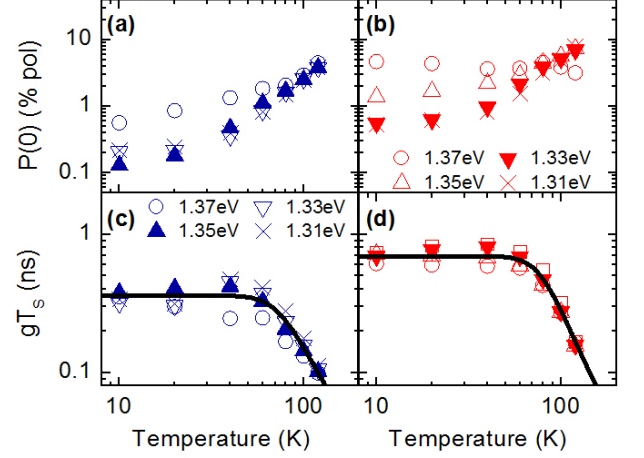 (a)
(b)
P(0) (% pol)
10
1
0.1
1.37eV
1.33eV
1.35eV
1.31eV
(c)
1.37eV
1.33eV
1.35eV
1.31eV
(d)
gTS (ns)
1
0.1
10
100
10
100
Temperature (K)
Temperature (K)